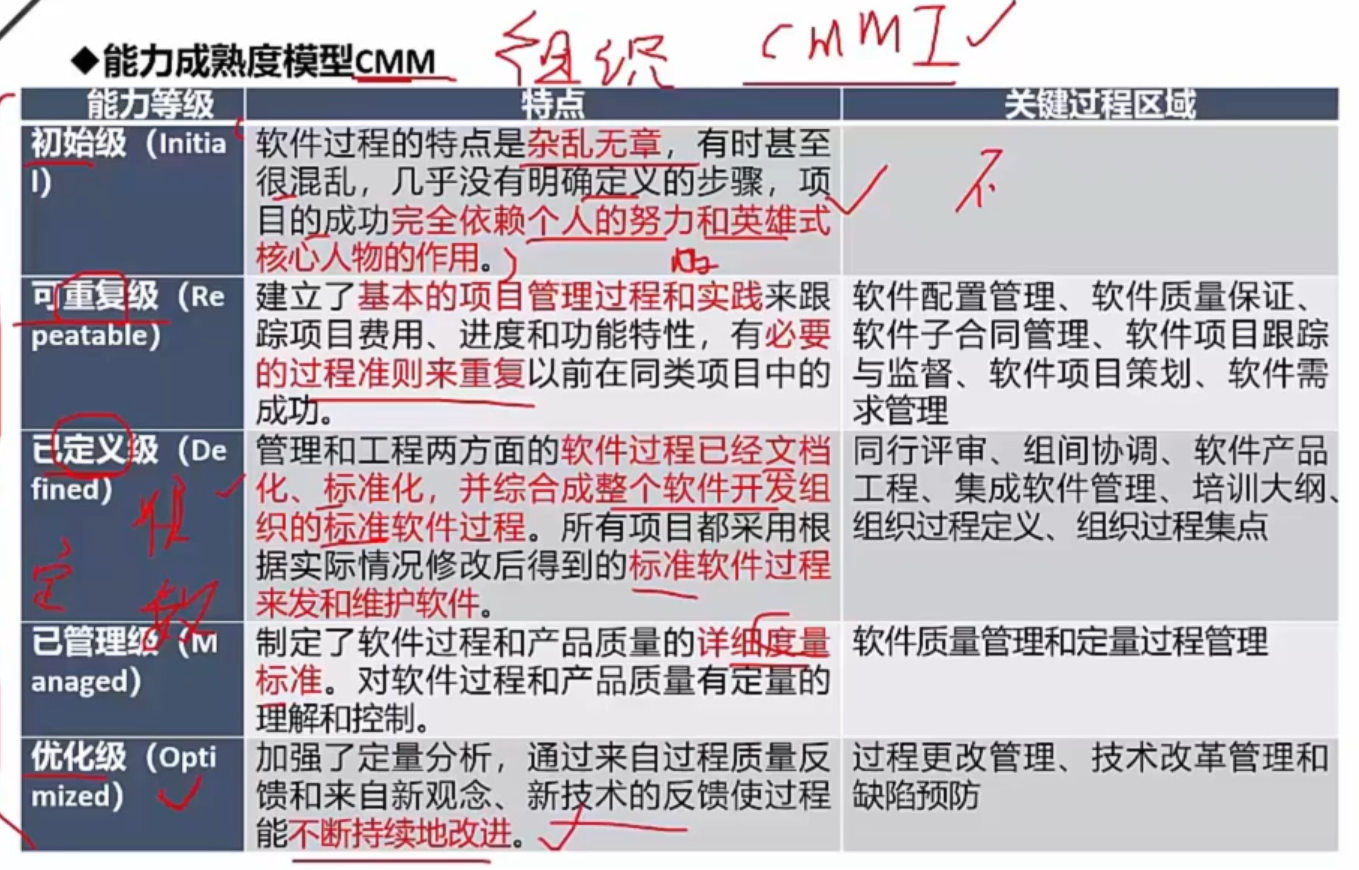 ◆能力成熟度模型CMM 组织 CMMI
能力等级 特点 关键过程区域
初始级（Initia
l）
软件过程的特点是杂乱无章，有时甚至
很混乱，几乎没有明确定义的步骤，项
目的成功完全依赖个人的努力和英雄式
核心人物的作用。
可重复级（Re
peatable）
建立了基本的项目管理过程和实践来跟
踪项目费用、进度和功能特性，有必要
的过程准则来重复以前在同类项目中的
成功。
软件配置管理、软件质量保证、
软件子合同管理、软件项目跟踪
与监督、软件项目策划、软件需
求管理
已定义级（De
fined）
管理和工程两方面的软件过程已经文档
化、标准化，并综合成整个软件开发组
织的标准软件过程。所有项目都采用根
据实际情况修改后得到的标准软件过程
来发和维护软件。
同行评审、组间协调、软件产品
工程、集成软件管理、培训大纲、
组织过程定义、组织过程集点
已管理级（M
anaged）
制定了软件过程和产品质量的详细度量
标准。对软件过程和产品质量有定量的
理解和控制。
软件质量管理和定量过程管理
优化级（Opti
mized）
加强了定量分析，通过来自过程质量反
馈和来自新观念、新技术的反馈使过程
能不断持续地改进。
过程更改管理、技术改革管理和
缺陷预防